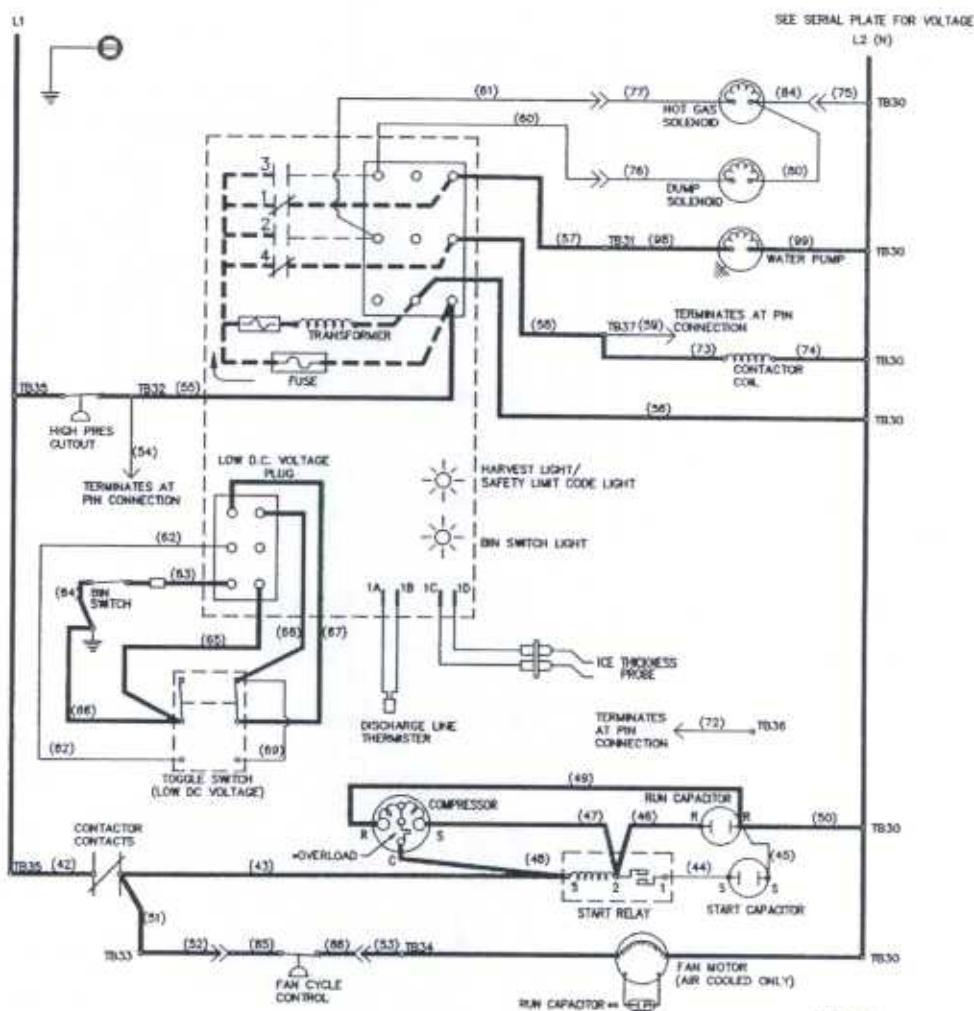 L1
SEE SERIAL PLATE FOR VOLTAGE
L2 (N)
(61)
(77)
(84)
(75)
TB30
HOT GAS
SOLENOID
(60)
(76)
(80)
DUMP
SOLENOID
3
1
2
4
(57)
TB31
(98)
(99)
TB30
WATER PUMP
TERMINATES AT PIN
CONNECTION
(58)
TB37
(59)
TRANSFORMER
(73)
(74)
TB30
CONTACTOR
COIL
FUSE
TB35
TB32
(55)
(56)
TB30
HIGH PRES
CUTOUT
(54)
TERMINATES AT
PIN CONNECTION
LOW D.C. VOLTAGE
PLUG
HARVEST LIGHT/
SAFETY LIMIT CODE LIGHT
(62)
BIN SWITCH LIGHT
(63)
(64)
BIN
SWITCH
1A
1B
1C
1D
(65)
(66)
(67)
ICE THICKNESS
PROBE
(66)
DISCHARGE LINE
THERMISTER
TERMINATES
AT PIN
CONNECTION
(72)
TB36
(62)
(69)
TOGGLE SWITCH
(LOW DC VOLTAGE)
(49)
COMPRESSOR
RUN CAPACITOR
CONTACTOR
CONTACTS
R
S
(47)
(46)
R
R
(50)
TB30
*OVERLOAD
C
(48)
(45)
TB35
(42)
(43)
5
2
1
(44)
S
S
START RELAY
START CAPACITOR
(51)
TB33
(52)
(85)
(86)
(53)
TB34
TB30
FAN CYCLE
CONTROL
FAN MOTOR
(AIR COOLED ONLY)
RUN CAPACITOR **